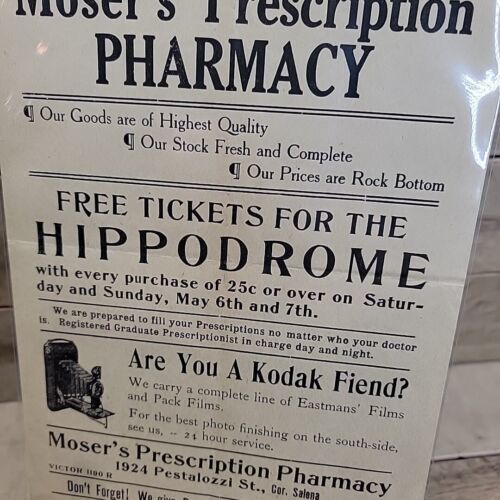 Moser's Prescription
PHARMACY
¶ Our Goods are of Highest Quality
¶ Our Stock Fresh and Complete
¶ Our Prices are Rock Bottom
FREE TICKETS FOR THE
HIPPODROME
with every purchase of 25c or over on Satur-
day and Sunday, May 6th and 7th.
We are prepared to fill your Prescriptions no matter who your doctor
is. Registered Graduate Prescriptionist in charge day and night.
Are You A Kodak Fiend?
We carry a complete line of Eastmans' Films
and Pack Films.
For the best photo finishing on the south-side,
see us, -- 24 hour service.
Moser's Prescription Pharmacy
VICTOR 1190 R 1924 Pestalozzi St., Cor. Salena
Don't Forget! We give